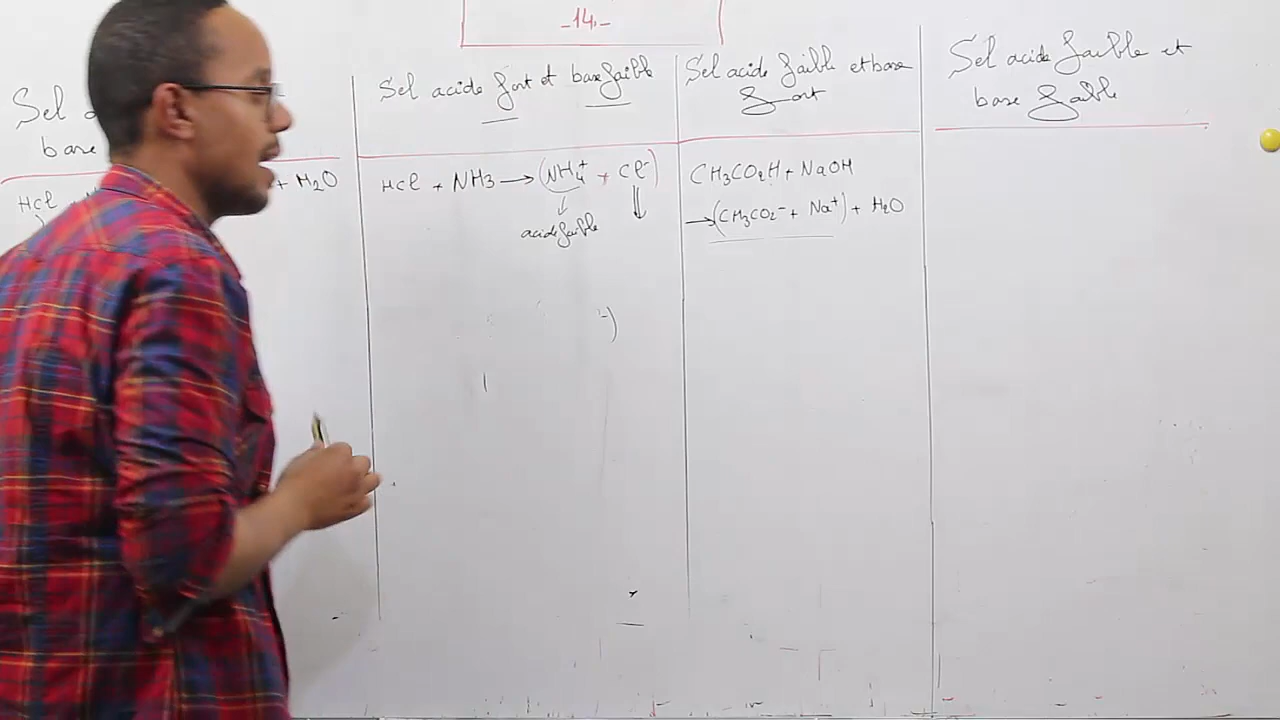 -14-
Sel
base
HCl
+ H2O
Sel acide fort et base faible
HCl + NH3 → (NH4+ + Cl-)
acide faible
Sel acide faible et base
fort
CH3CO2H + NaOH
→ (CH3CO2- + Na+) + H2O
Sel acide faible et
base faible